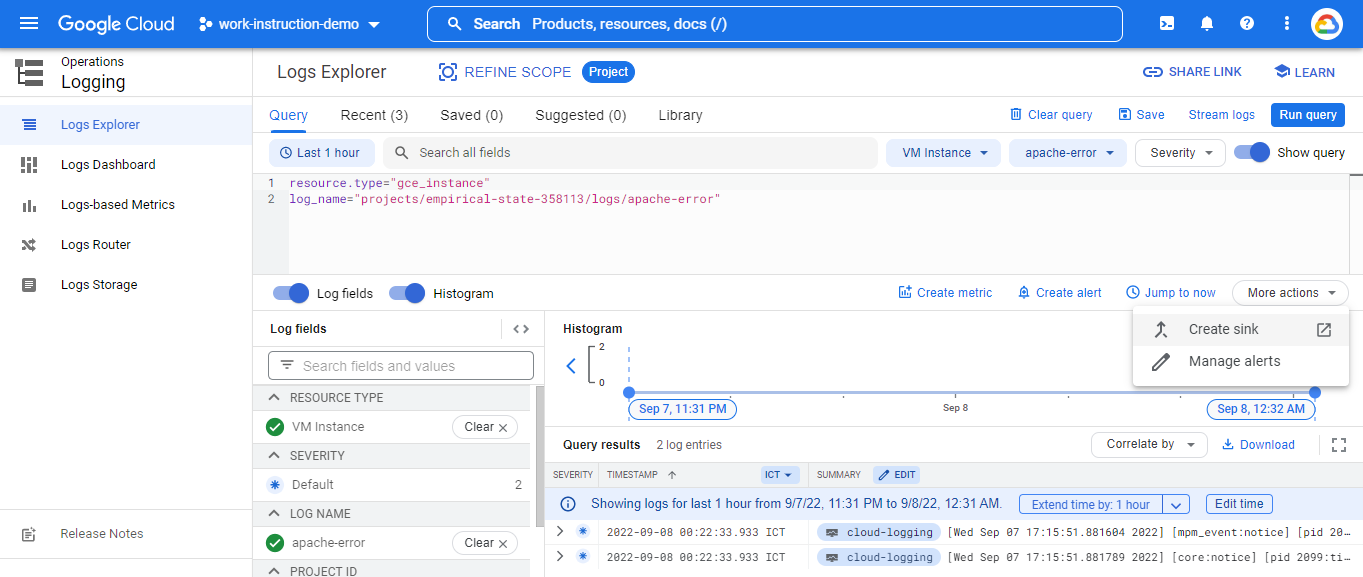 Google Cloud
work-instruction-demo
Search Products, resources, docs (/)
Operations
Logging
Logs Explorer
REFINE SCOPE
Project
SHARE LINK
LEARN
Logs Explorer
Logs Dashboard
Logs-based Metrics
Logs Router
Logs Storage
Release Notes
Query
Recent (3)
Saved (0)
Suggested (0)
Library
Clear query
Save
Stream logs
Run query
Last 1 hour
Search all fields
VM Instance
apache-error
Severity
Show query
1 resource.type="gce_instance"
2 log_name="projects/empirical-state-358113/logs/apache-error"
Log fields
Histogram
Create metric
Create alert
Jump to now
More actions
Create sink
Manage alerts
Log fields
Search fields and values
RESOURCE TYPE
VM Instance
Clear
SEVERITY
Default 2
LOG NAME
apache-error
Clear
PROJECT ID
Histogram
2
0
Sep 7, 11:31 PM
Sep 8
Sep 8, 12:32 AM
Query results 2 log entries
Correlate by
Download
SEVERITY TIMESTAMP ICT SUMMARY EDIT
Showing logs for last 1 hour from 9/7/22, 11:31 PM to 9/8/22, 12:31 AM.
Extend time by: 1 hour
Edit time
2022-09-08 00:22:33.933 ICT cloud-logging [Wed Sep 07 17:15:51.881604 2022] [mpm_event:notice] [pid 20…
2022-09-08 00:22:33.933 ICT cloud-logging [Wed Sep 07 17:15:51.881789 2022] [core:notice] [pid 2099:ti…